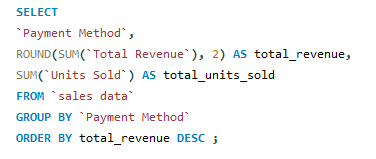 SELECT
`Payment Method`,
ROUND(SUM(`Total Revenue`), 2) AS total_revenue,
SUM(`Units Sold`) AS total_units_sold
FROM `sales data`
GROUP BY `Payment Method`
ORDER BY total_revenue DESC ;